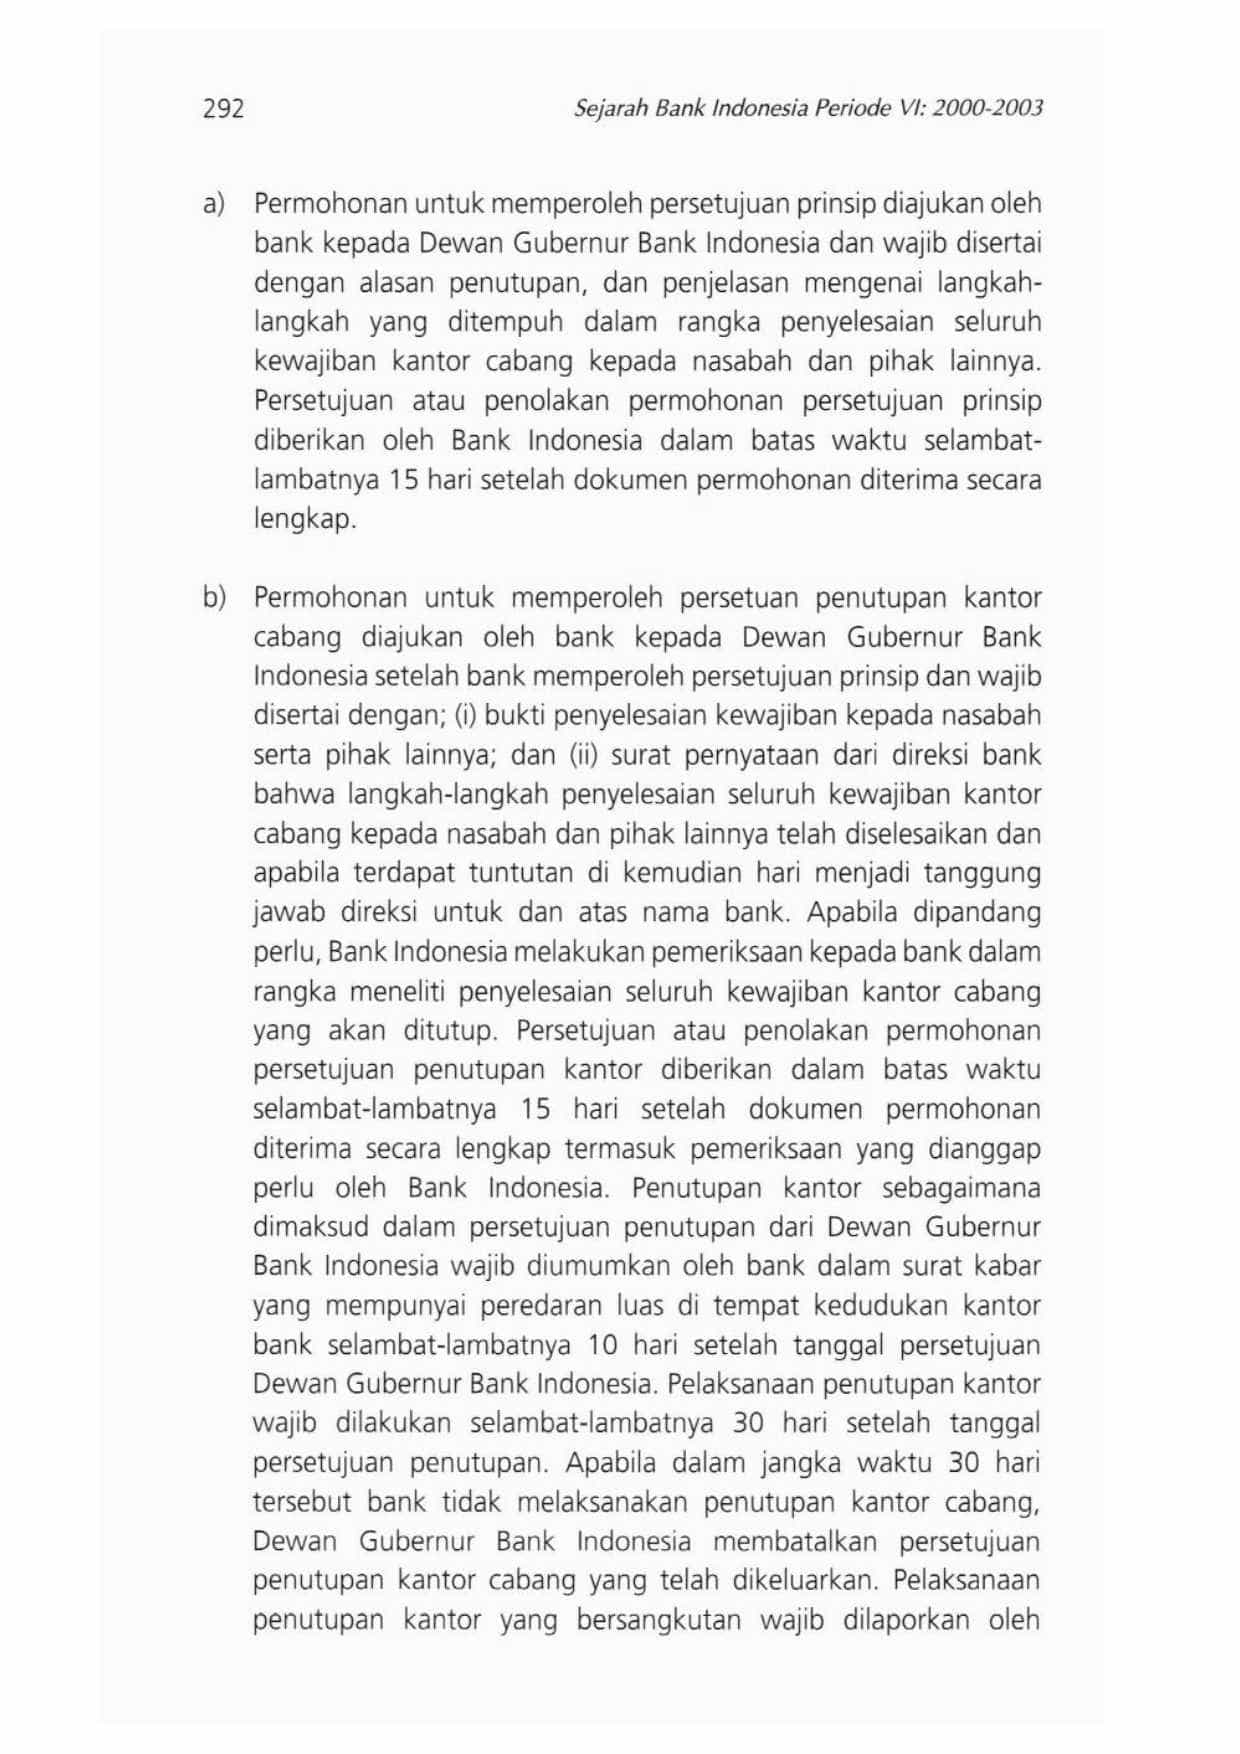 292
Sejarah Bank Indonesia Periode VI: 2000-2003
a) Permohonan untuk memperoleh persetujuan prinsip diajukan oleh
bank kepada Dewan Gubernur Bank Indonesia dan wajib disertai
dengan alasan penutupan, dan penjelasan mengenai langkah-
langkah yang ditempuh dalam rangka penyelesaian seluruh
kewajiban kantor cabang kepada nasabah dan pihak lainnya.
Persetujuan atau penolakan permohonan persetujuan prinsip
diberikan oleh Bank Indonesia dalam batas waktu selambat-
lambatnya 15 hari setelah dokumen permohonan diterima secara
lengkap.
b) Permohonan untuk memperoleh persetuan penutupan kantor
cabang diajukan oleh bank kepada Dewan Gubernur Bank
Indonesia setelah bank memperoleh persetujuan prinsip dan wajib
disertai dengan; (i) bukti penyelesaian kewajiban kepada nasabah
serta pihak lainnya; dan (ii) surat pernyataan dari direksi bank
bahwa langkah-langkah penyelesaian seluruh kewajiban kantor
cabang kepada nasabah dan pihak lainnya telah diselesaikan dan
apabila terdapat tuntutan di kemudian hari menjadi tanggung
jawab direksi untuk dan atas nama bank. Apabila dipandang
perlu, Bank Indonesia melakukan pemeriksaan kepada bank dalam
rangka meneliti penyelesaian seluruh kewajiban kantor cabang
yang akan ditutup. Persetujuan atau penolakan permohonan
persetujuan penutupan kantor diberikan dalam batas waktu
selambat-lambatnya 15 hari setelah dokumen permohonan
diterima secara lengkap termasuk pemeriksaan yang dianggap
perlu oleh Bank Indonesia. Penutupan kantor sebagaimana
dimaksud dalam persetujuan penutupan dari Dewan Gubernur
Bank Indonesia wajib diumumkan oleh bank dalam surat kabar
yang mempunyai peredaran luas di tempat kedudukan kantor
bank selambat-lambatnya 10 hari setelah tanggal persetujuan
Dewan Gubernur Bank Indonesia. Pelaksanaan penutupan kantor
wajib dilakukan selambat-lambatnya 30 hari setelah tanggal
persetujuan penutupan. Apabila dalam jangka waktu 30 hari
tersebut bank tidak melaksanakan penutupan kantor cabang,
Dewan Gubernur Bank Indonesia membatalkan persetujuan
penutupan kantor cabang yang telah dikeluarkan. Pelaksanaan
penutupan kantor yang bersangkutan wajib dilaporkan oleh